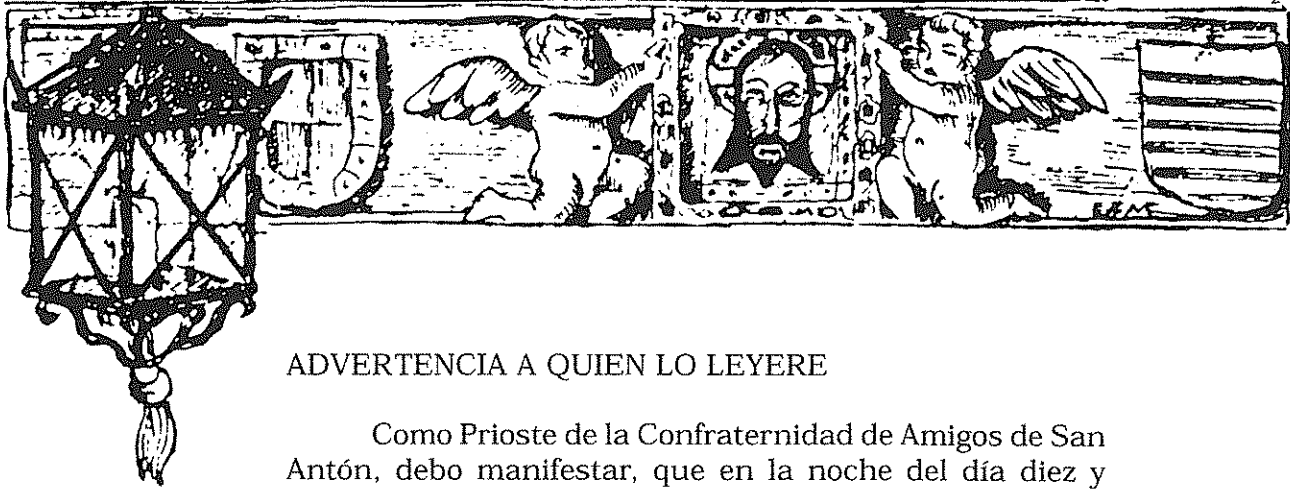 ADVERTENCIA A QUIEN LO LEYERE
Como Prioste de la Confraternidad de Amigos de San
Antón, debo manifestar, que en la noche del día diez y